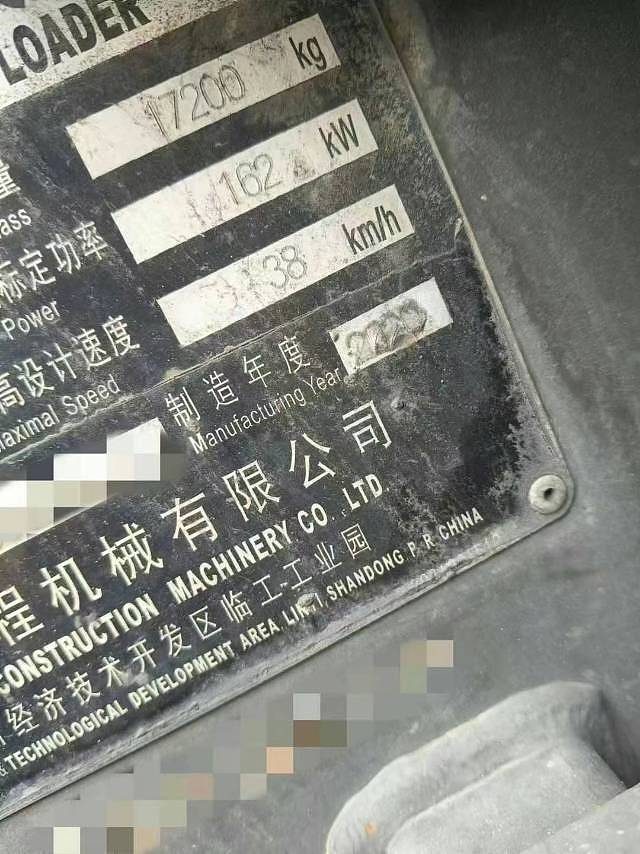 LOADER
量 17200 kg
ass
标定功率 162 kW
Power
高设计速度 38 km/h
aximal Speed
制造年度
Manufacturing Year
程机械有限公司
CONSTRUCTION MACHINERY CO. LTD
经济技术开发区临工工业园
& TECHNOLOGICAL DEVELOPMENT AREA, LINYI, SHANDONG P. R. CHINA